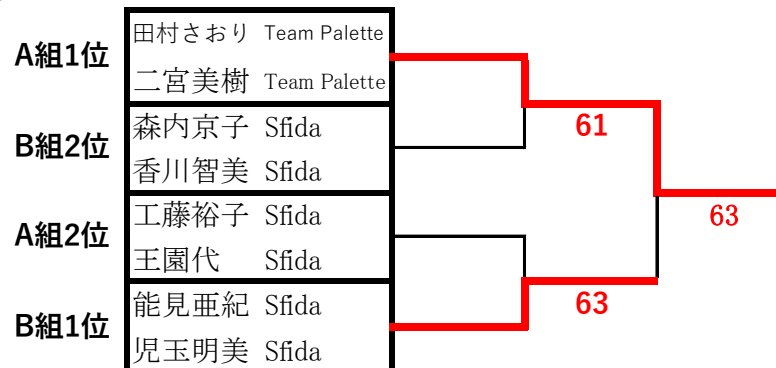 A組1位
田村さおり Team Palette
二宮美樹 Team Palette
B組2位
森内京子 Sfida
香川智美 Sfida
A組2位
工藤裕子 Sfida
王園代 Sfida
B組1位
能見亜紀 Sfida
児玉明美 Sfida
61
63
63